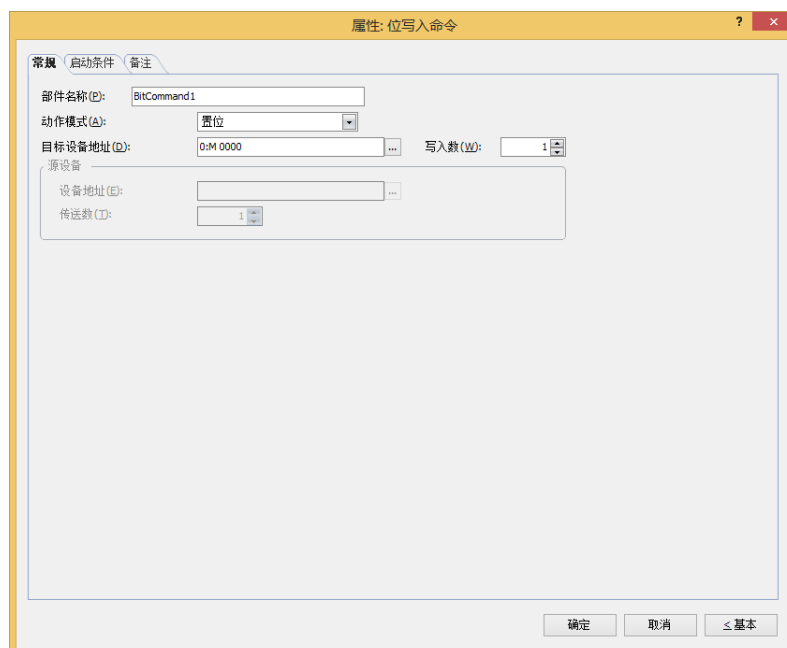 属性: 位写入命令
? ×
常规 启动条件 备注
部件名称(P): BitCommand1
动作模式(A): 置位
目标设备地址(D): 0:M 0000 ... 写入数(W): 1
源设备
设备地址(E): ...
传送数(T): 1
确定 取消 ≤基本